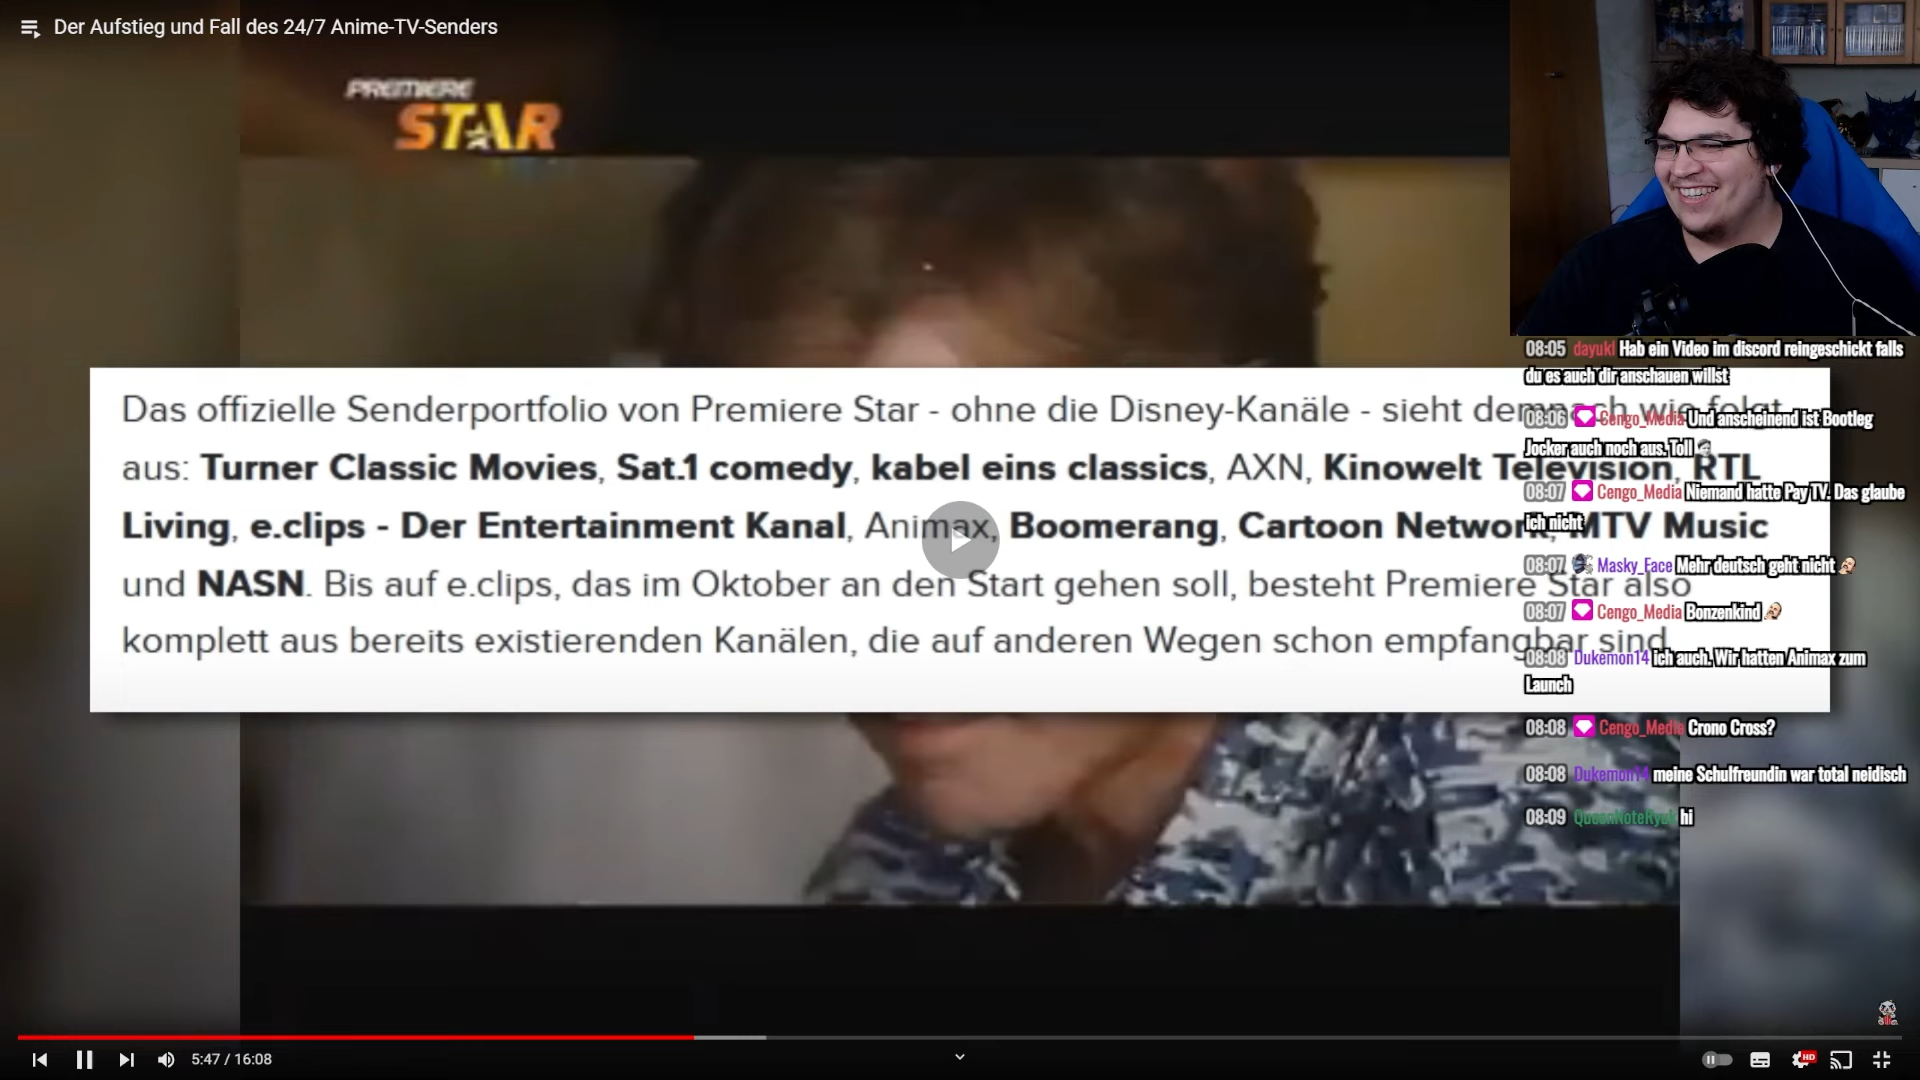 Der Aufstieg und Fall des 24/7 Anime-TV-Senders
PREMIERE
STAR
Das offizielle Senderportfolio von Premiere Star - ohne die Disney-Kanäle - sieht demnach wie folgt
aus: Turner Classic Movies, Sat.1 comedy, kabel eins classics, AXN, Kinowelt Television, RTL
Living, e.clips - Der Entertainment Kanal, Animax, Boomerang, Cartoon Network, MTV Music
und NASN. Bis auf e.clips, das im Oktober an den Start gehen soll, besteht Premiere Star also
komplett aus bereits existierenden Kanälen, die auf anderen Wegen schon empfangbar sind.
08:05 dayukl Hab ein Video im discord reingeschickt falls
du es auch dir anschauen willst
08:06 Cengo_Media Und anscheinend ist Bootleg
Jocker auch noch aus. Toll
08:07 Cengo_Media Niemand hatte Pay TV. Das glaube
ich nicht
08:07 Masky_Face Mehr deutsch geht nicht
08:07 Cengo_Media Bonzenkind
08:08 Dukemon14 ich auch. Wir hatten Animax zum
Launch
08:08 Cengo_Media Crono Cross?
08:08 Dukemon14 meine Schulfreundin war total neidisch
08:09 hi
5:47 / 16:08
HD